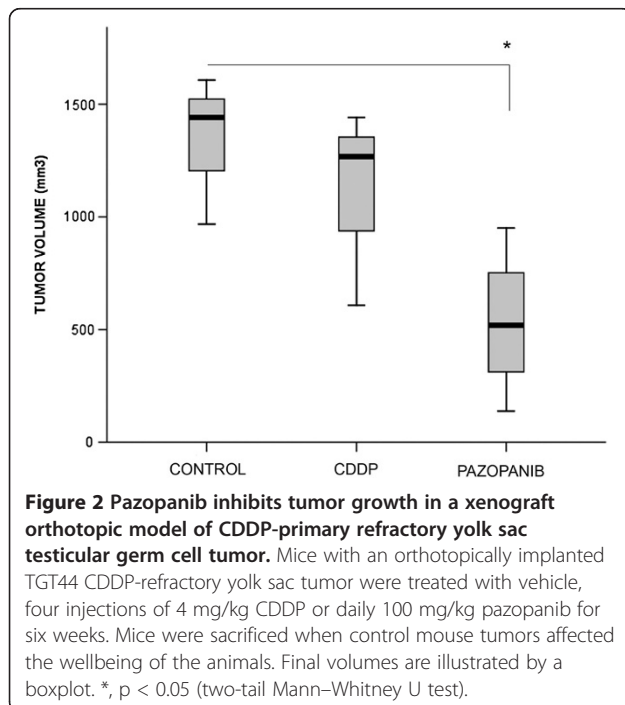 *
1500
1000
500
0
TUMOR VOLUME (mm3)
CONTROL CDDP PAZOPANIB
Figure 2 Pazopanib inhibits tumor growth in a xenograft
orthotopic model of CDDP-primary refractory yolk sac
testicular germ cell tumor. Mice with an orthotopically implanted
TGT44 CDDP-refractory yolk sac tumor were treated with vehicle,
four injections of 4 mg/kg CDDP or daily 100 mg/kg pazopanib for
six weeks. Mice were sacrificed when control mouse tumors affected
the wellbeing of the animals. Final volumes are illustrated by a
boxplot. *, p < 0.05 (two-tail Mann–Whitney U test).